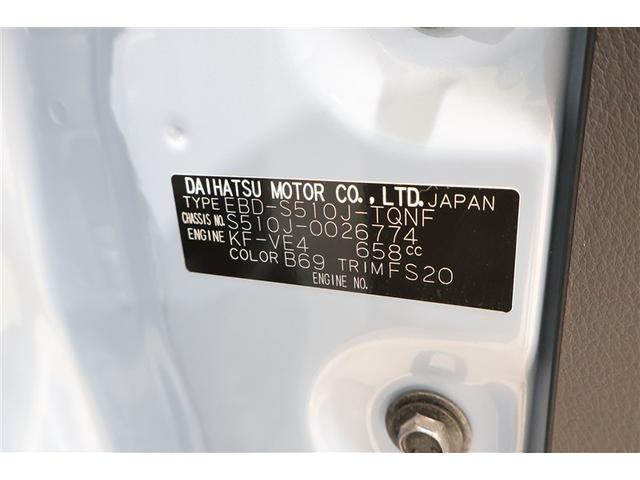 DAIHATSU MOTOR CO.,LTD. JAPAN
TYPE EBD-S510J-TQNF
CHASSIS NO. S510J-0026774
ENGINE KF-VE4 658cc
COLOR B69 TRIM FS20
ENGINE NO.